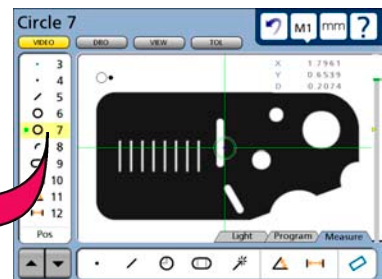 Circle 7
M1 mm ?
VIDEO DRO VIEW TOL
3
4
5
6
7
8
9
10
11
12
Pos
X 1.7961
Y 0.6539
D 0.2074
Light Program Measure